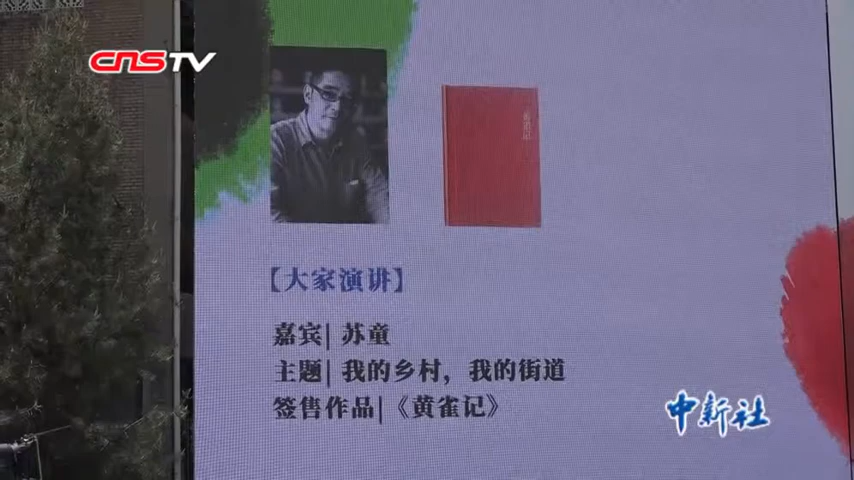 CNSTV
【大家演讲】
嘉宾| 苏童
主题| 我的乡村，我的街道
签售作品|《黄雀记》
中新社